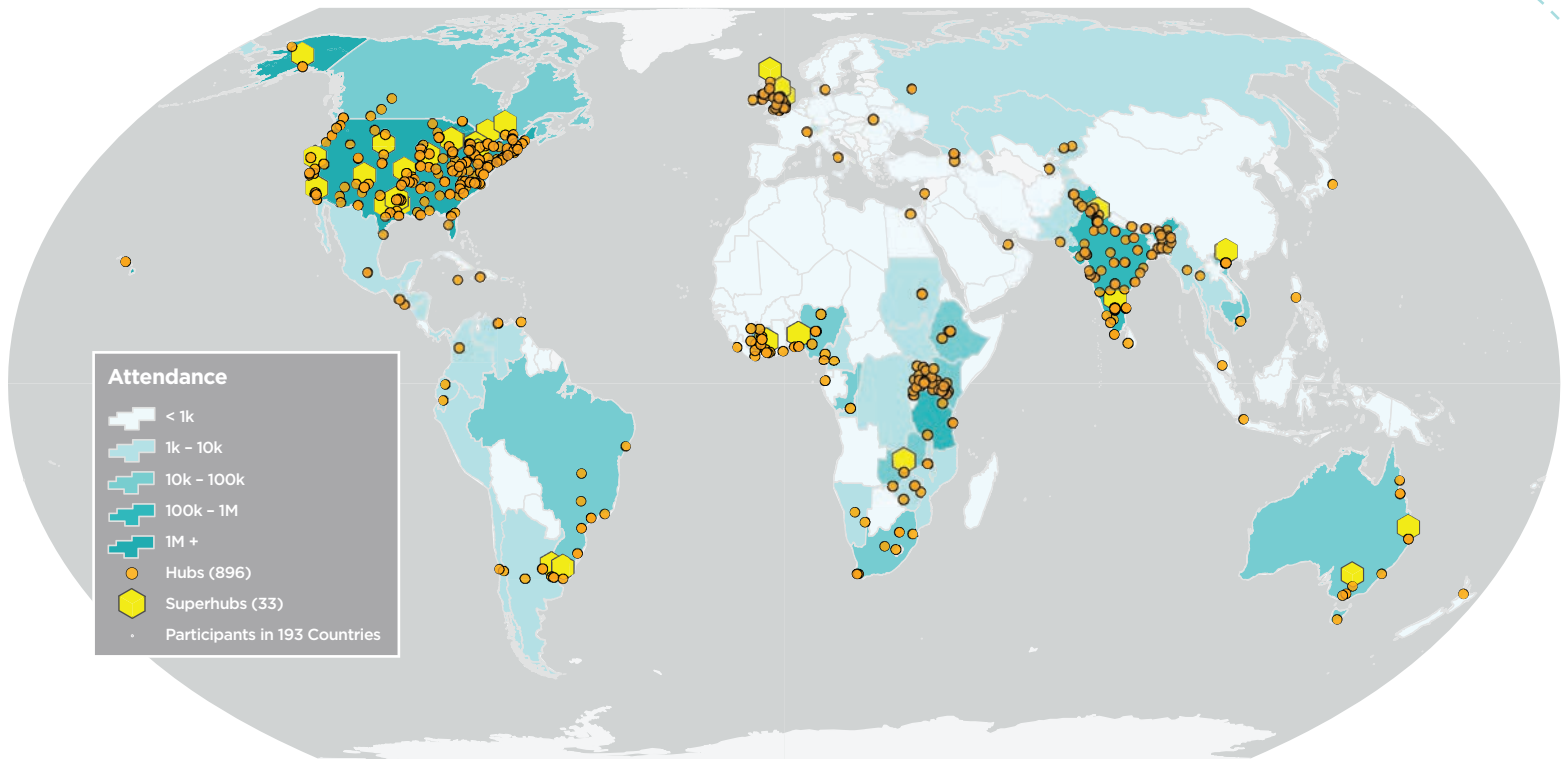 Attendance
< 1k
1k – 10k
10k – 100k
100k – 1M
1M +
Hubs (896)
Superhubs (33)
Participants in 193 Countries